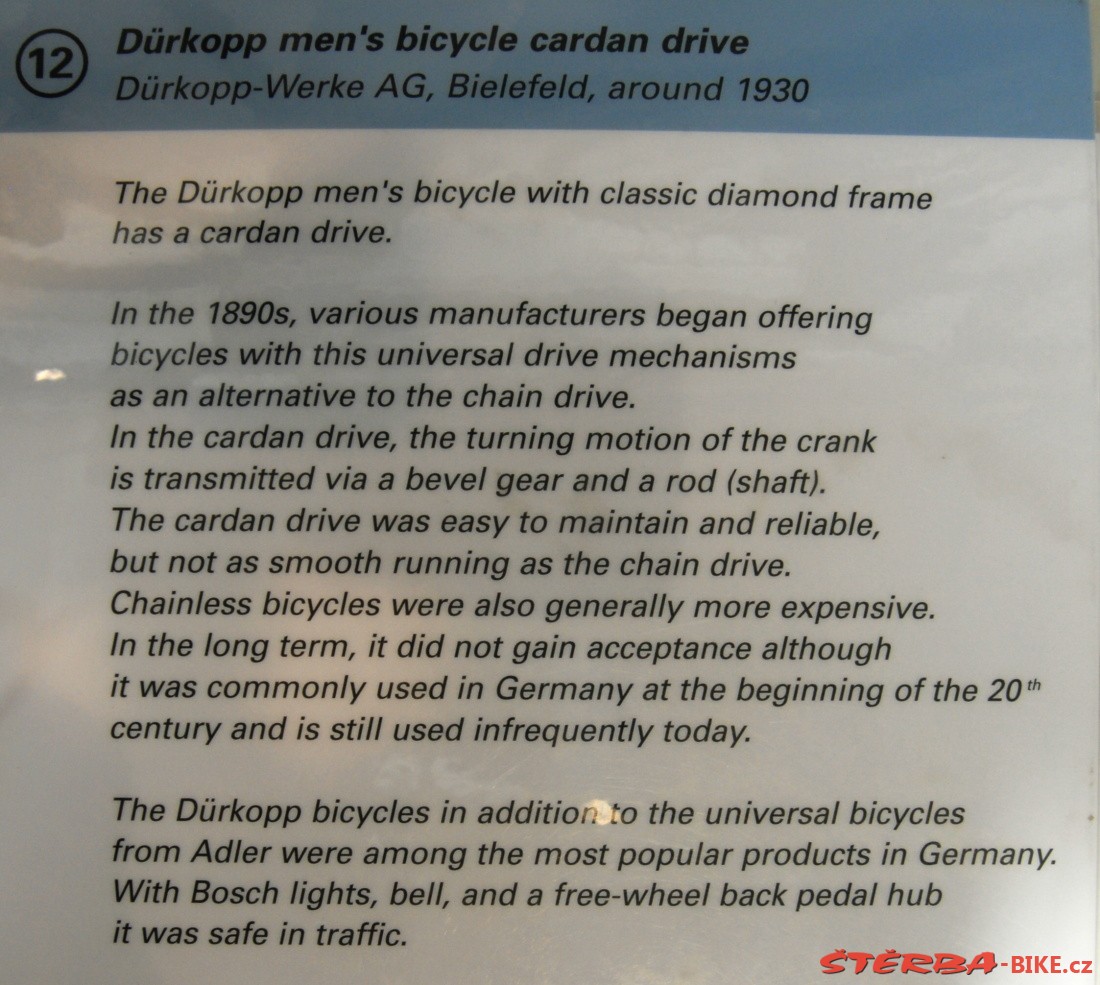 12
Dürkopp men's bicycle cardan drive
Dürkopp-Werke AG, Bielefeld, around 1930
The Dürkopp men's bicycle with classic diamond frame
has a cardan drive.
In the 1890s, various manufacturers began offering
bicycles with this universal drive mechanisms
as an alternative to the chain drive.
In the cardan drive, the turning motion of the crank
is transmitted via a bevel gear and a rod (shaft).
The cardan drive was easy to maintain and reliable,
but not as smooth running as the chain drive.
Chainless bicycles were also generally more expensive.
In the long term, it did not gain acceptance although
it was commonly used in Germany at the beginning of the 20th
century and is still used infrequently today.
The Dürkopp bicycles in addition to the universal bicycles
from Adler were among the most popular products in Germany.
With Bosch lights, bell, and a free-wheel back pedal hub
it was safe in traffic.
ŠTĚRBA-BIKE.cz